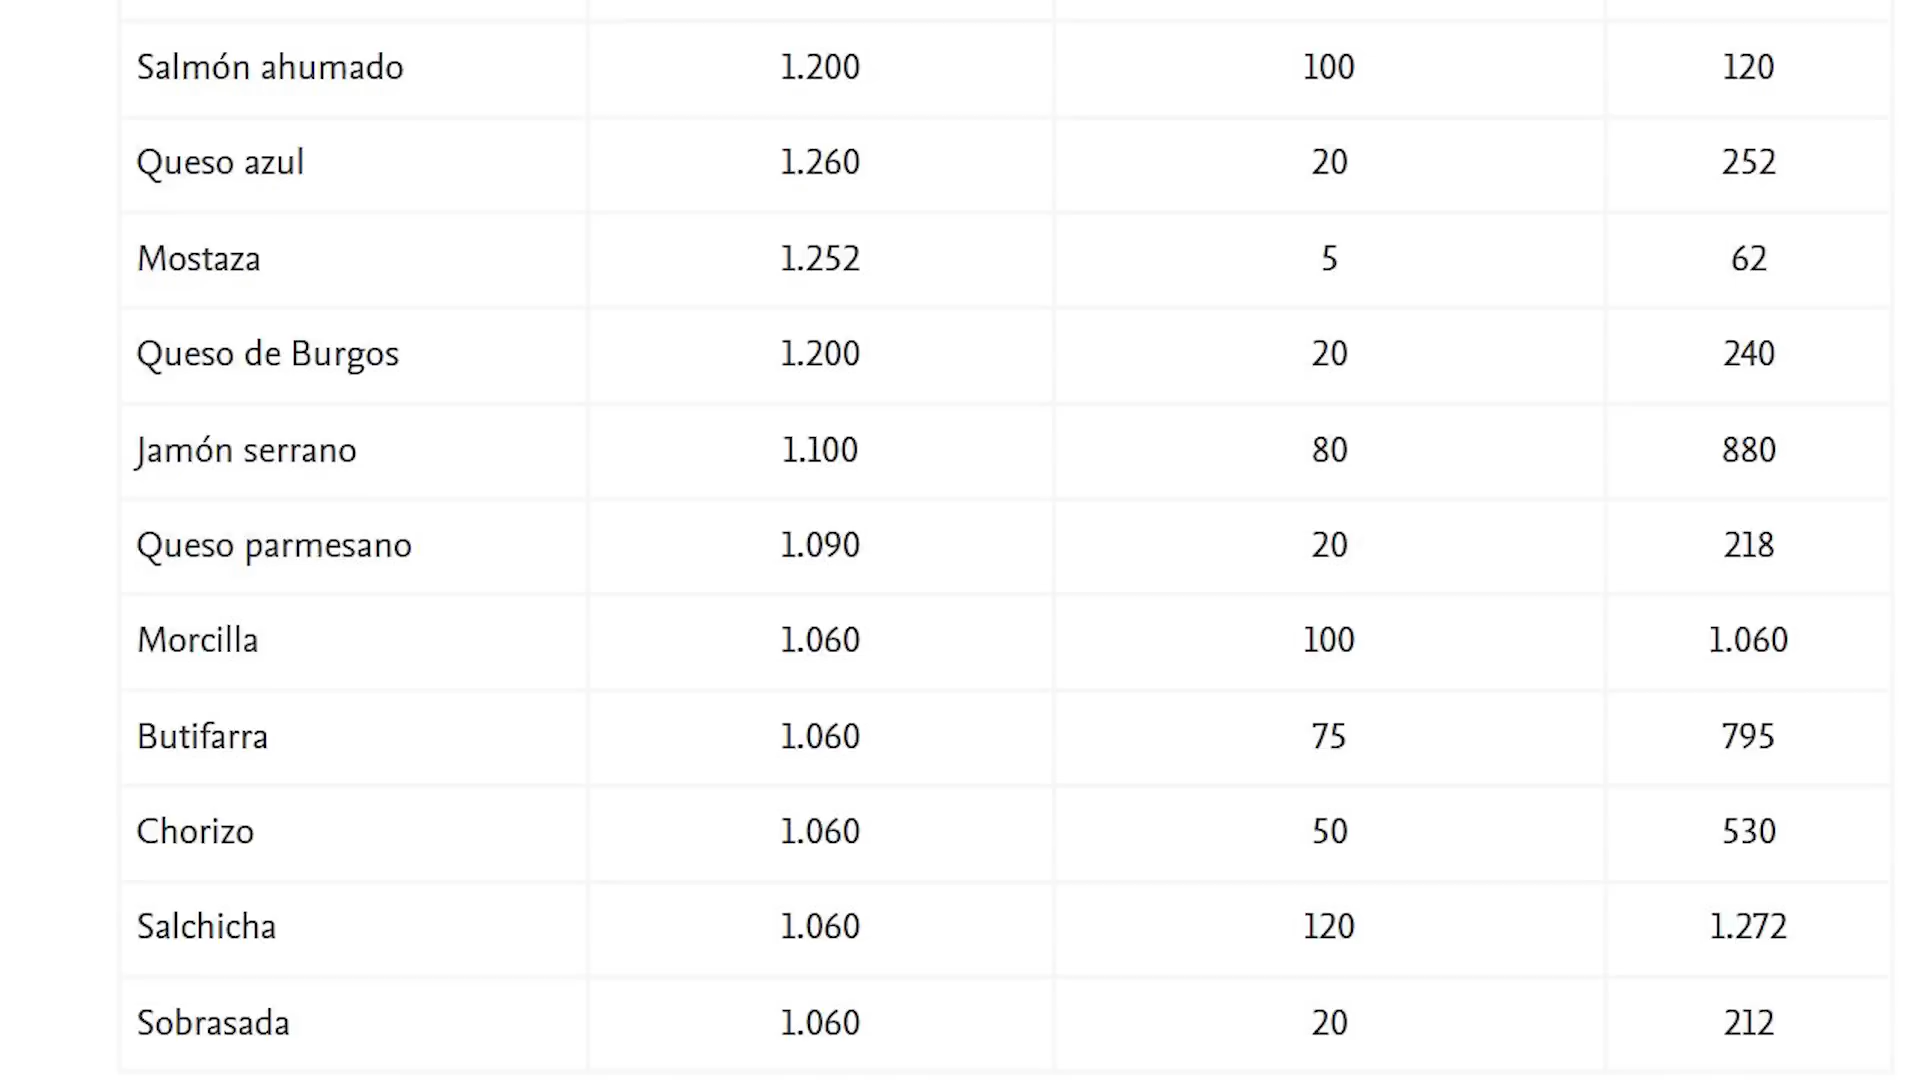 Salmón ahumado 1.200 100 120
Queso azul 1.260 20 252
Mostaza 1.252 5 62
Queso de Burgos 1.200 20 240
Jamón serrano 1.100 80 880
Queso parmesano 1.090 20 218
Morcilla 1.060 100 1.060
Butifarra 1.060 75 795
Chorizo 1.060 50 530
Salchicha 1.060 120 1.272
Sobrasada 1.060 20 212